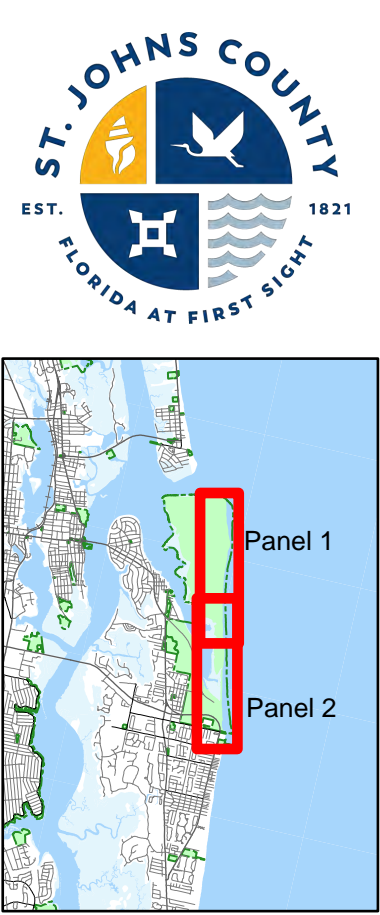 ST. JOHNS COUNTY
EST. 1821
FLORIDA AT FIRST SIGHT
Panel 1
Panel 2